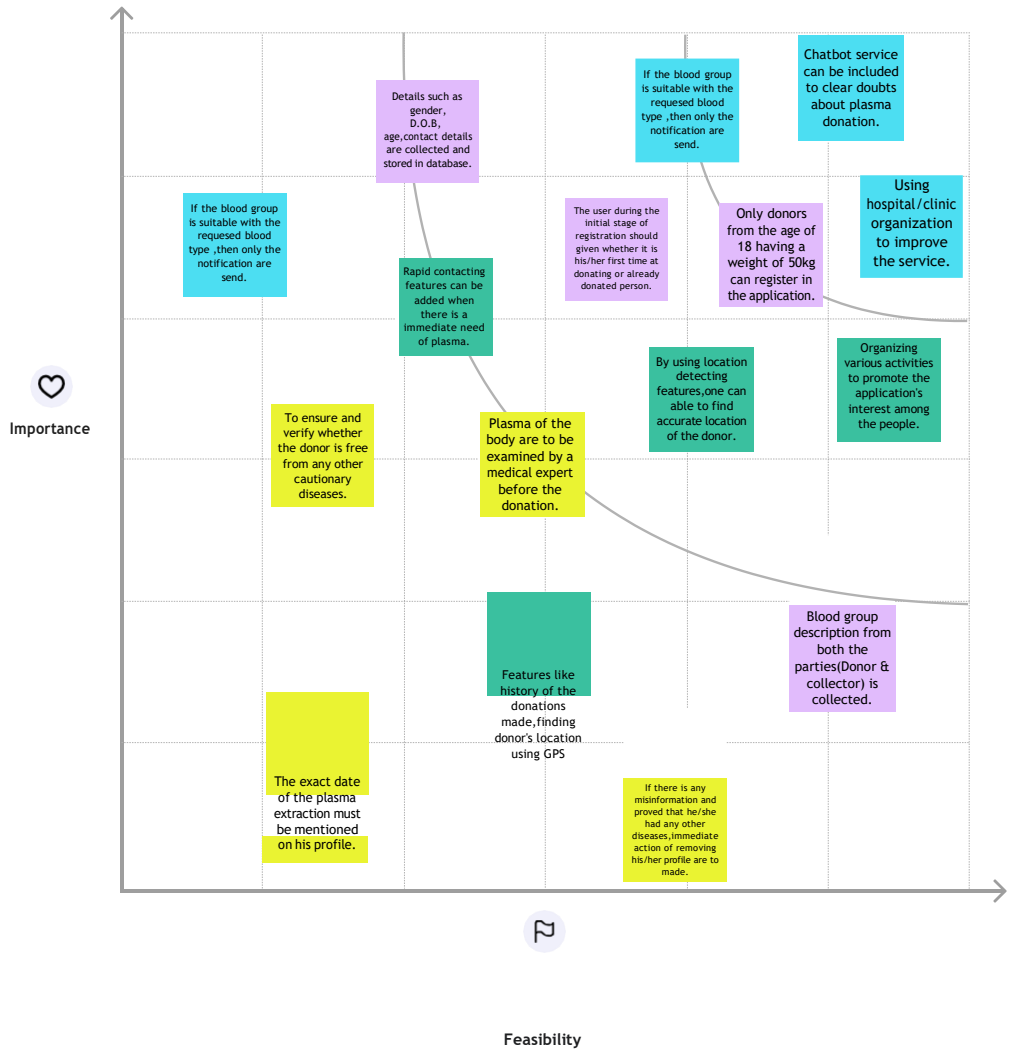 Chatbot service
can be included
to clear doubts
about plasma
donation.
If the blood group
is suitable with the
requesed blood
type ,then only the
notification are
send.
Details such as
gender,
D.O.B,
age,contact details
are collected and
stored in database.
Using
hospital/clinic
organization
to improve
the service.
If the blood group
is suitable with the
requesed blood
type ,then only the
notification are
send.
The user during the
initial stage of
registration should
given whether it is
his/her first time at
donating or already
donated person.
Only donors
from the age of
18 having a
weight of 50kg
can register in
the application.
Rapid contacting
features can be
added when
there is a
immediate need
of plasma.
By using location
detecting
features,one can
able to find
accurate location
of the donor.
Organizing
various activities
to promote the
application's
interest among
the people.
Importance
To ensure and
verify whether
the donor is free
from any other
cautionary
diseases.
Plasma of the
body are to be
examined by a
medical expert
before the
donation.
Blood group
description from
both the
parties(Donor &
collector) is
collected.
Features like
history of the
donations
made,finding
donor's location
using GPS
The exact date
of the plasma
extraction must
be mentioned
on his profile.
If there is any
misinformation and
proved that he/she
had any other
diseases,immediate
action of removing
his/her profile are to
made.
Feasibility